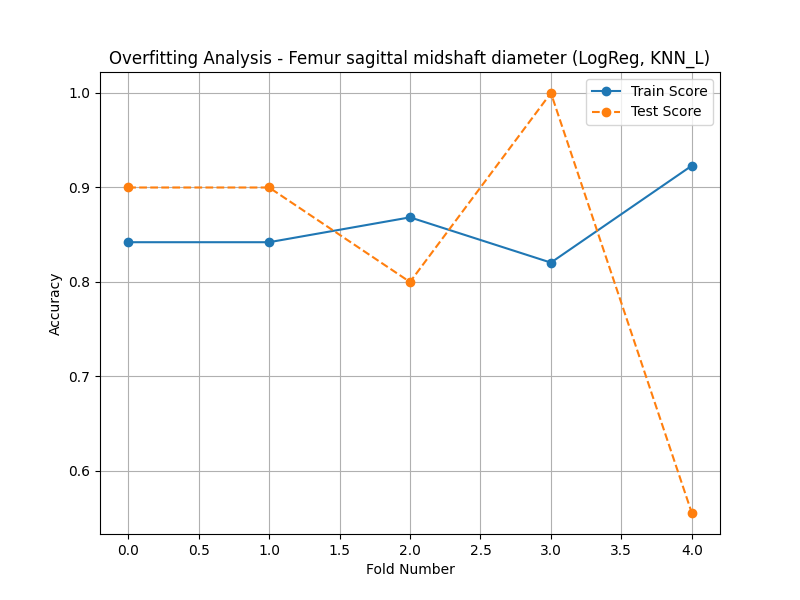 Overfitting Analysis - Femur sagittal midshaft diameter (LogReg, KNN_L)
Train Score
Test Score
1.0
0.9
0.8
0.7
0.6
Accuracy
0.0 0.5 1.0 1.5 2.0 2.5 3.0 3.5 4.0
Fold Number